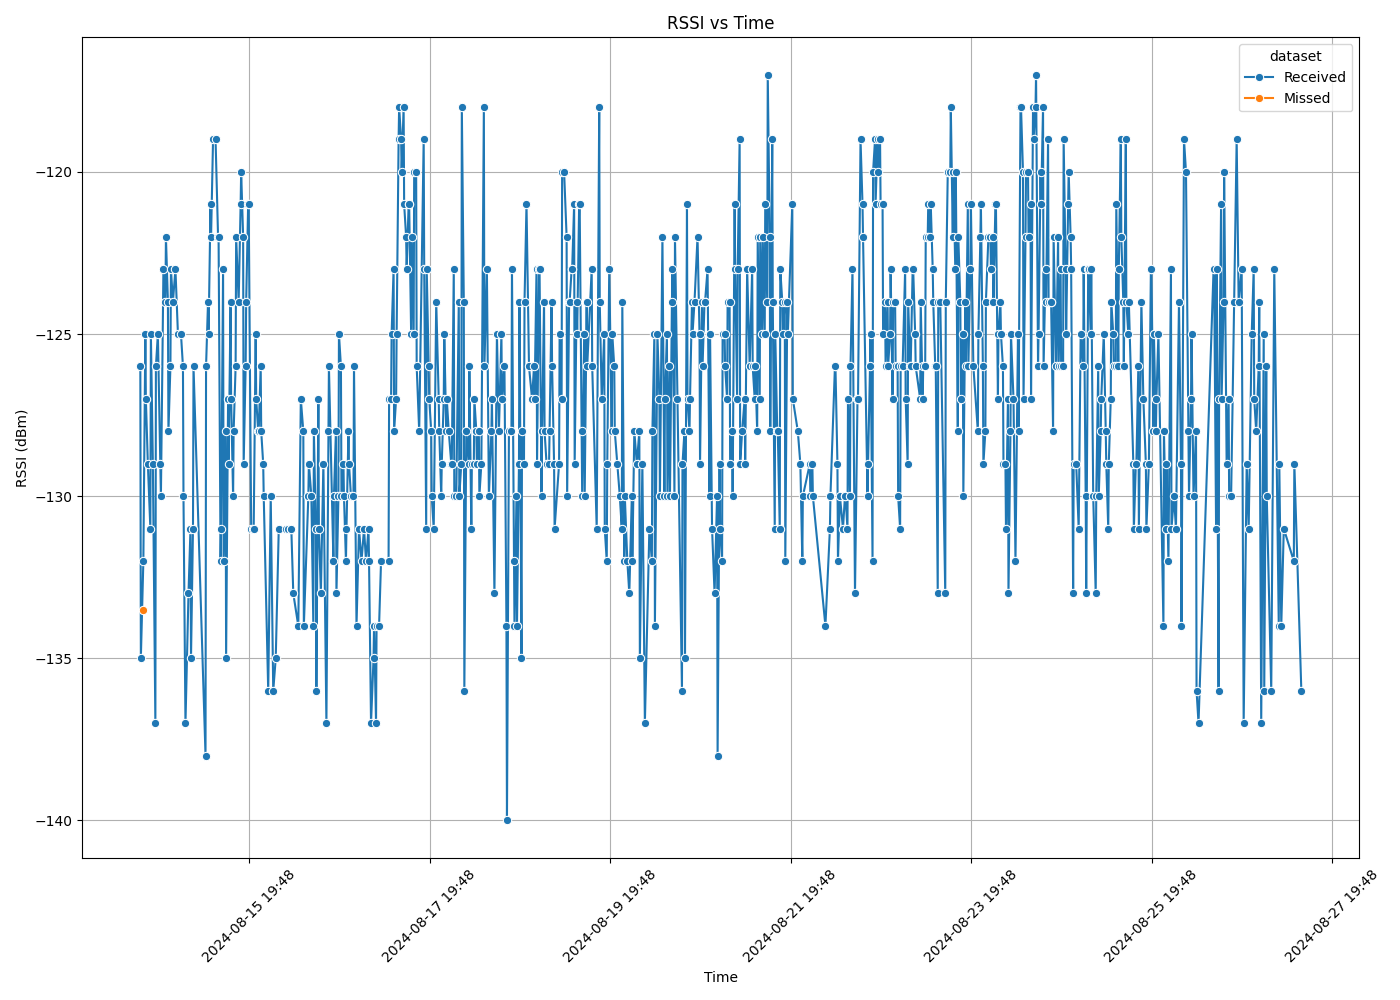 RSSI vs Time
dataset
Received
Missed
RSSI (dBm)
−120
−125
−130
−135
−140
2024-08-15 19:48
2024-08-17 19:48
2024-08-19 19:48
2024-08-21 19:48
2024-08-23 19:48
2024-08-25 19:48
2024-08-27 19:48
Time